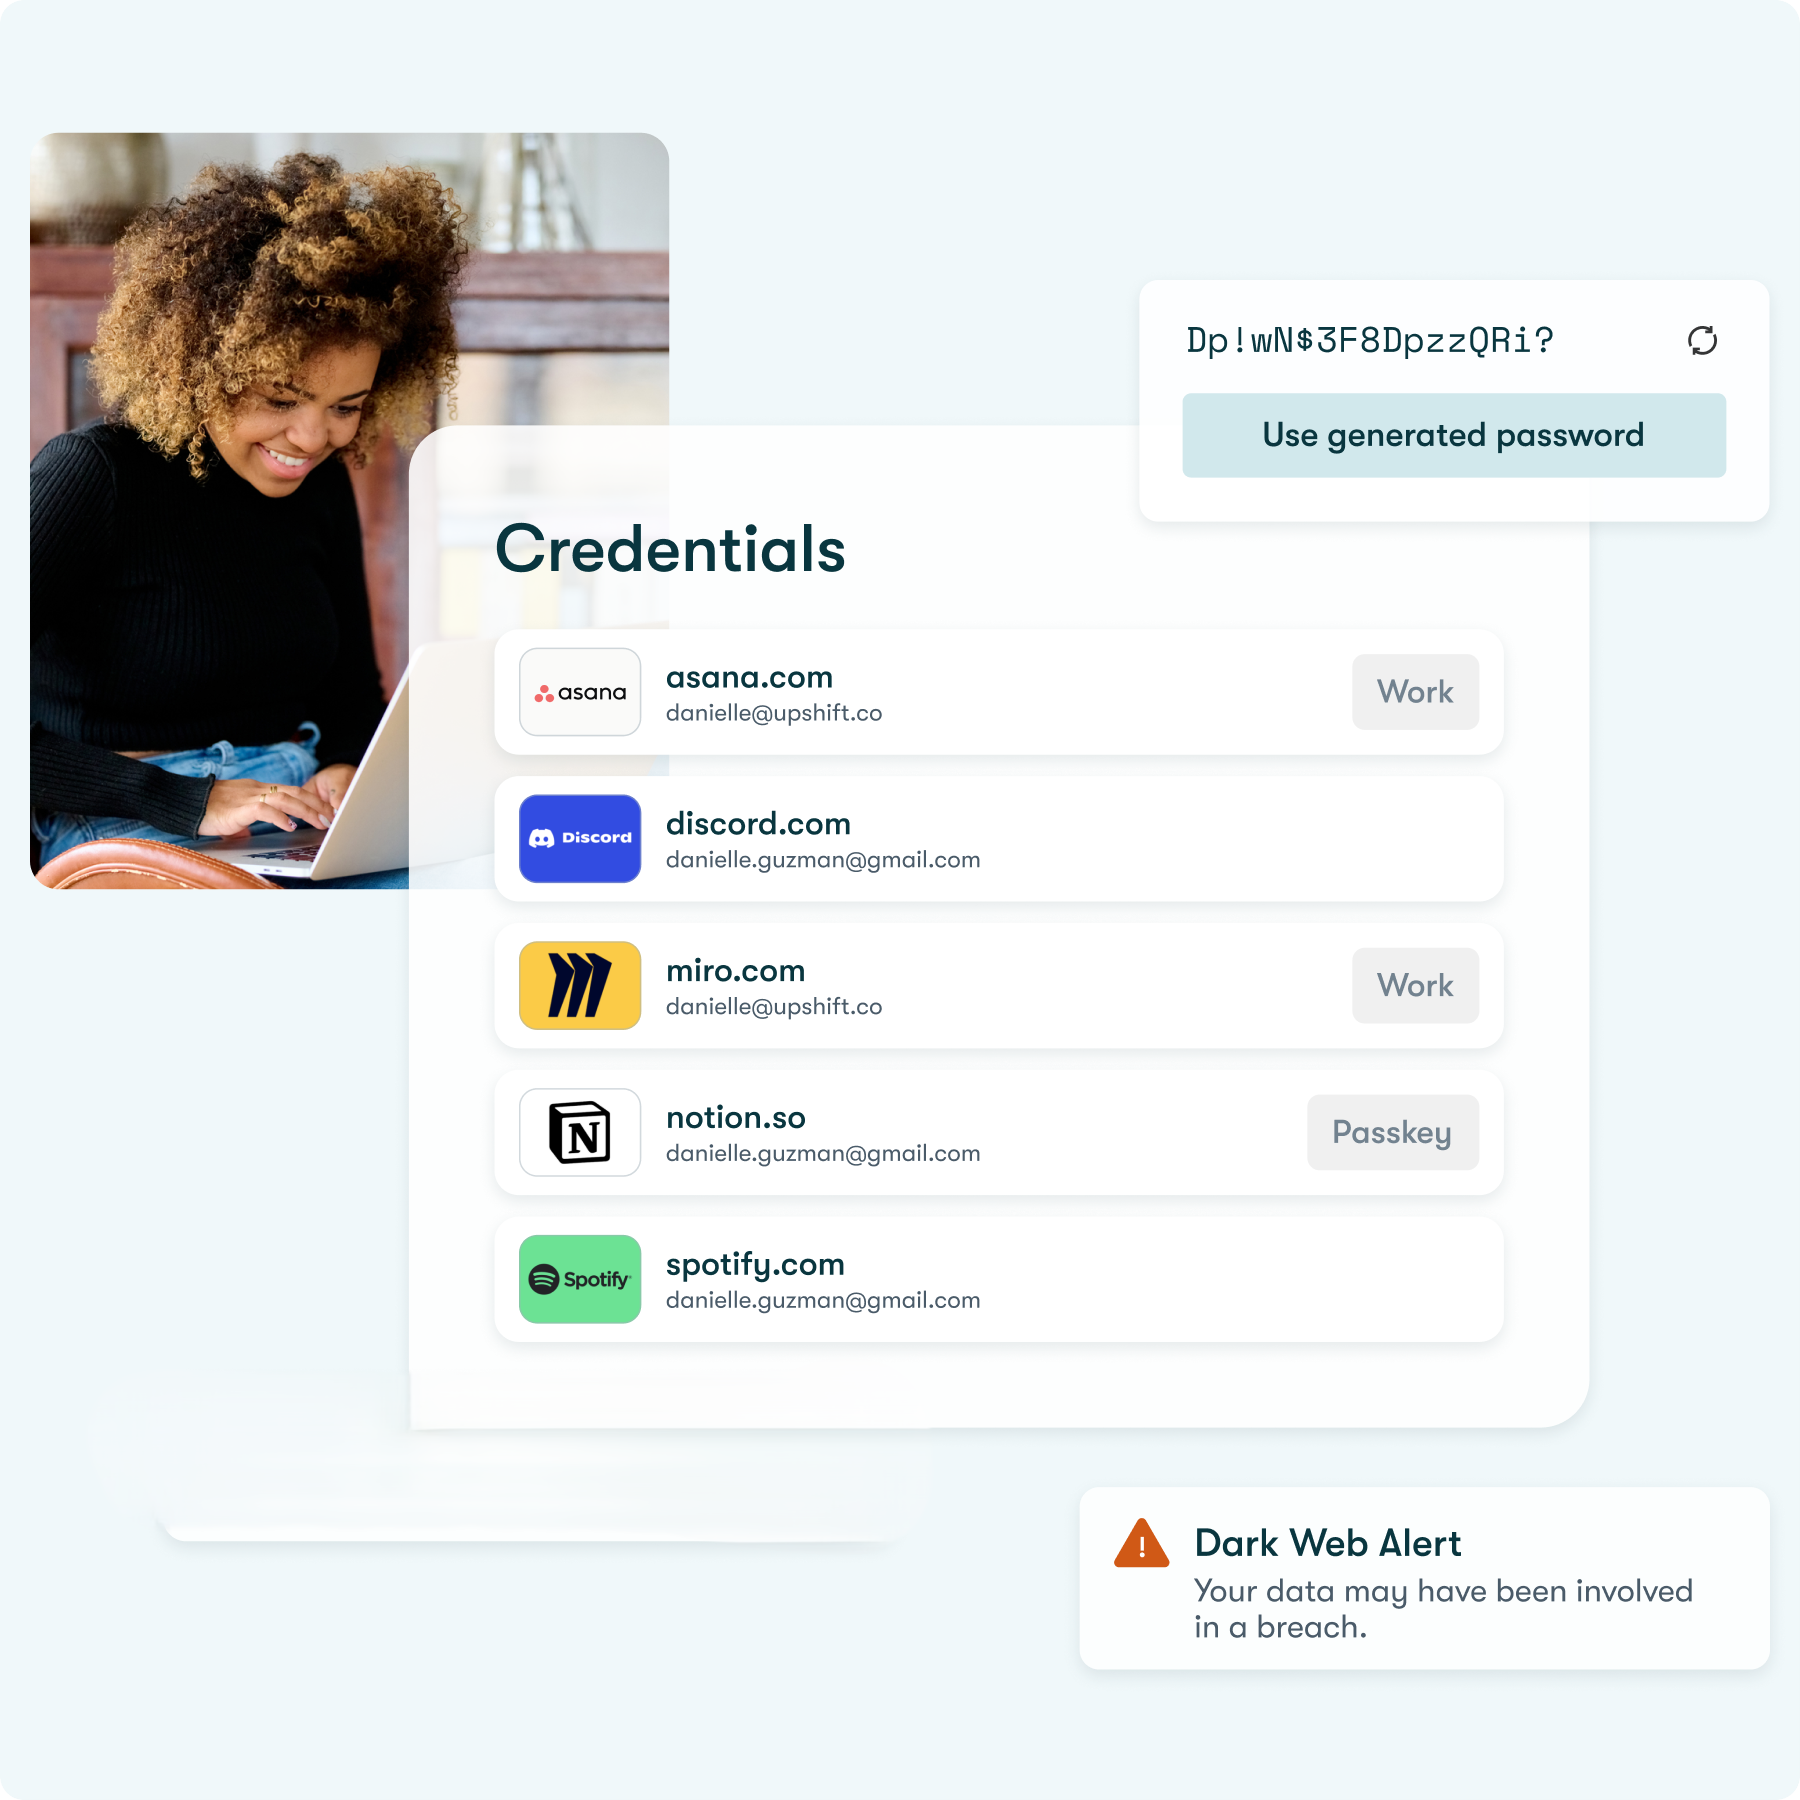 Dp!wN$3F8DpzzQRi?
Use generated password
Credentials
asana
asana.com
danielle@upshift.co
Work
Discord
discord.com
danielle.guzman@gmail.com
miro.com
danielle@upshift.co
Work
N
notion.so
danielle.guzman@gmail.com
Passkey
Spotify
spotify.com
danielle.guzman@gmail.com
!
Dark Web Alert
Your data may have been involved
in a breach.